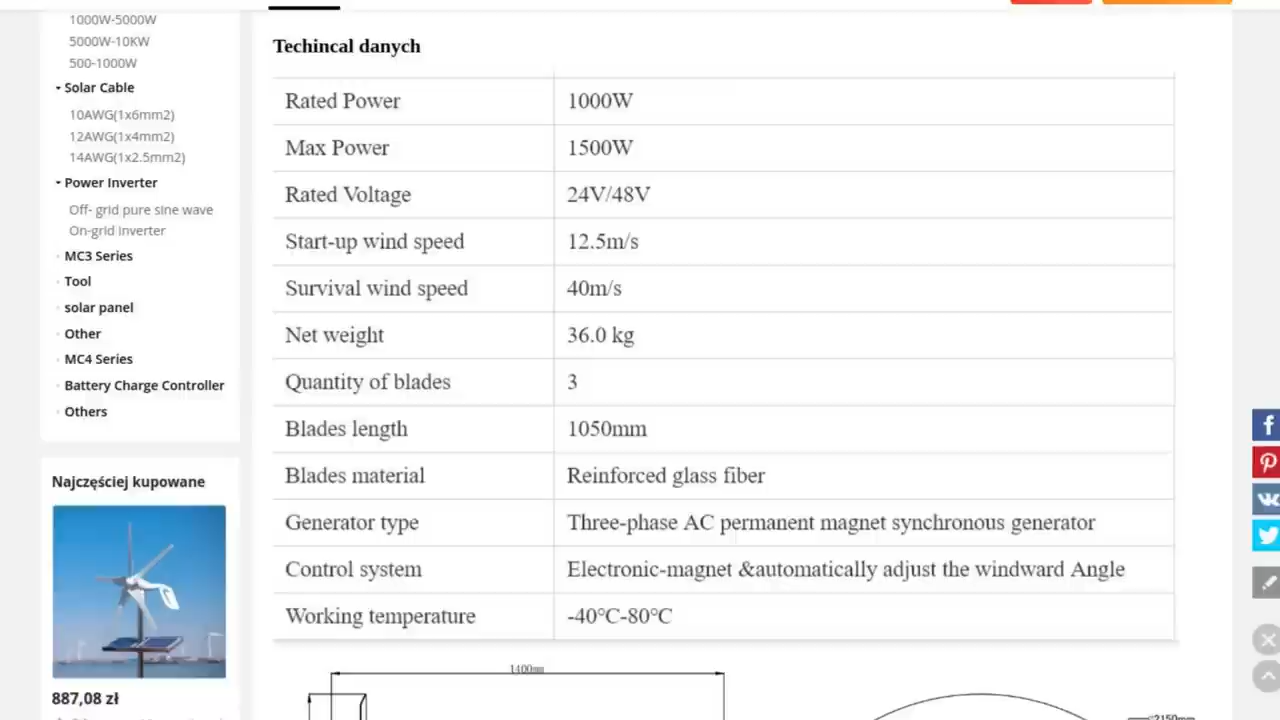 1000W-5000W
5000W-10KW
500-1000W
Solar Cable
10AWG(1x6mm2)
12AWG(1x4mm2)
14AWG(1x2.5mm2)
Power Inverter
Off- grid pure sine wave
On-grid inverter
MC3 Series
Tool
solar panel
Other
MC4 Series
Battery Charge Controller
Others
Najczęściej kupowane
887,08 zł
Techincal danych
Rated Power 1000W
Max Power 1500W
Rated Voltage 24V/48V
Start-up wind speed 12.5m/s
Survival wind speed 40m/s
Net weight 36.0 kg
Quantity of blades 3
Blades length 1050mm
Blades material Reinforced glass fiber
Generator type Three-phase AC permanent magnet synchronous generator
Control system Electronic-magnet &automatically adjust the windward Angle
Working temperature -40℃-80℃
1400mm